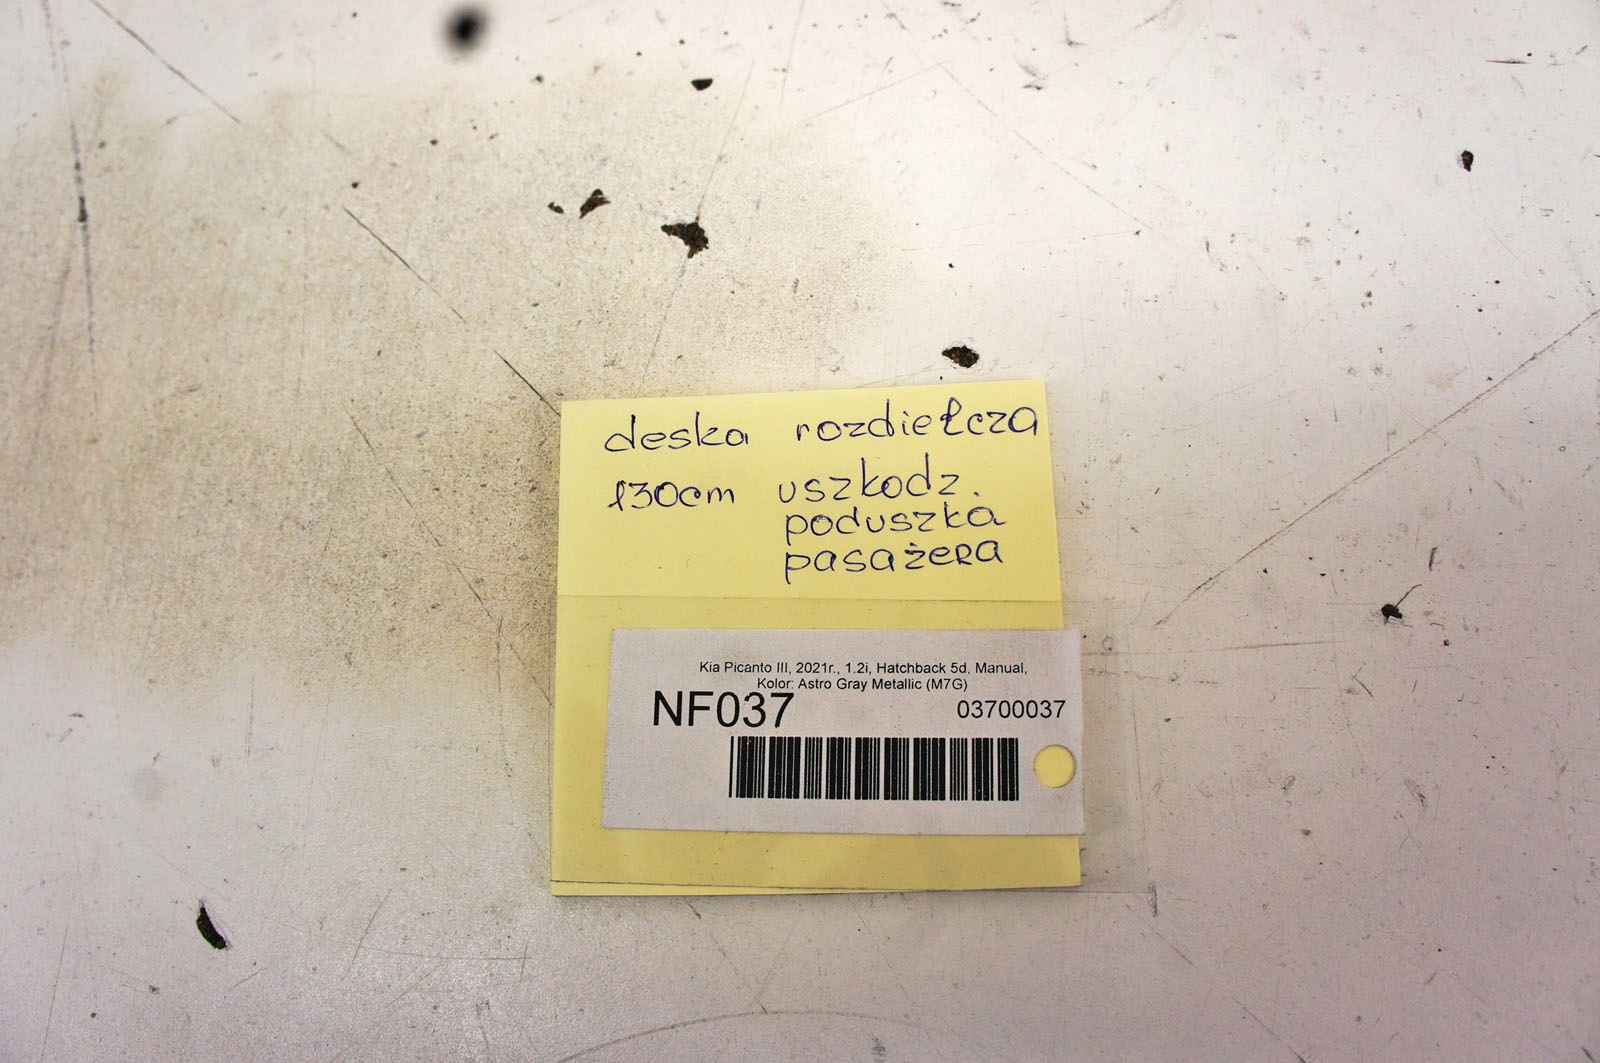 deska rozdiełcza
130cm uszkodz.
poduszka
pasażera
Kia Picanto III, 2021r., 1.2i, Hatchback 5d, Manual,
Kolor: Astro Gray Metallic (M7G)
NF037 03700037